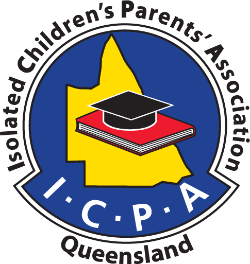 Isolated Children's Parents' Association
I·C·P·A
Queensland